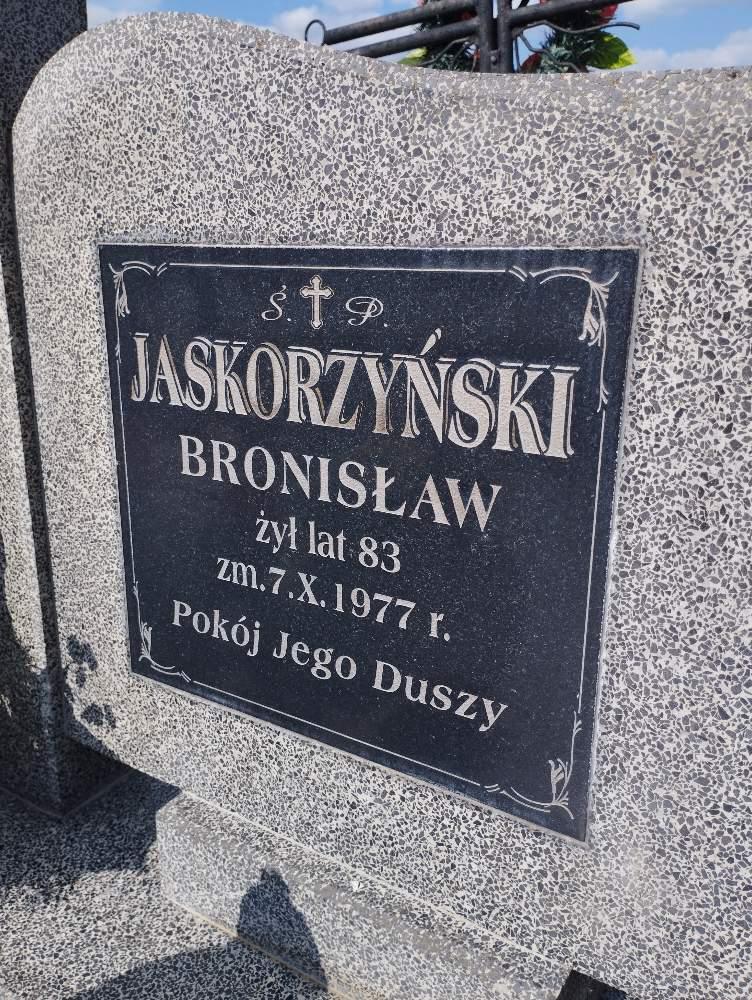 Ś. P.
JASKORZYŃSKI
BRONISŁAW
żył lat 83
zm.7.X.1977 r.
Pokój Jego Duszy